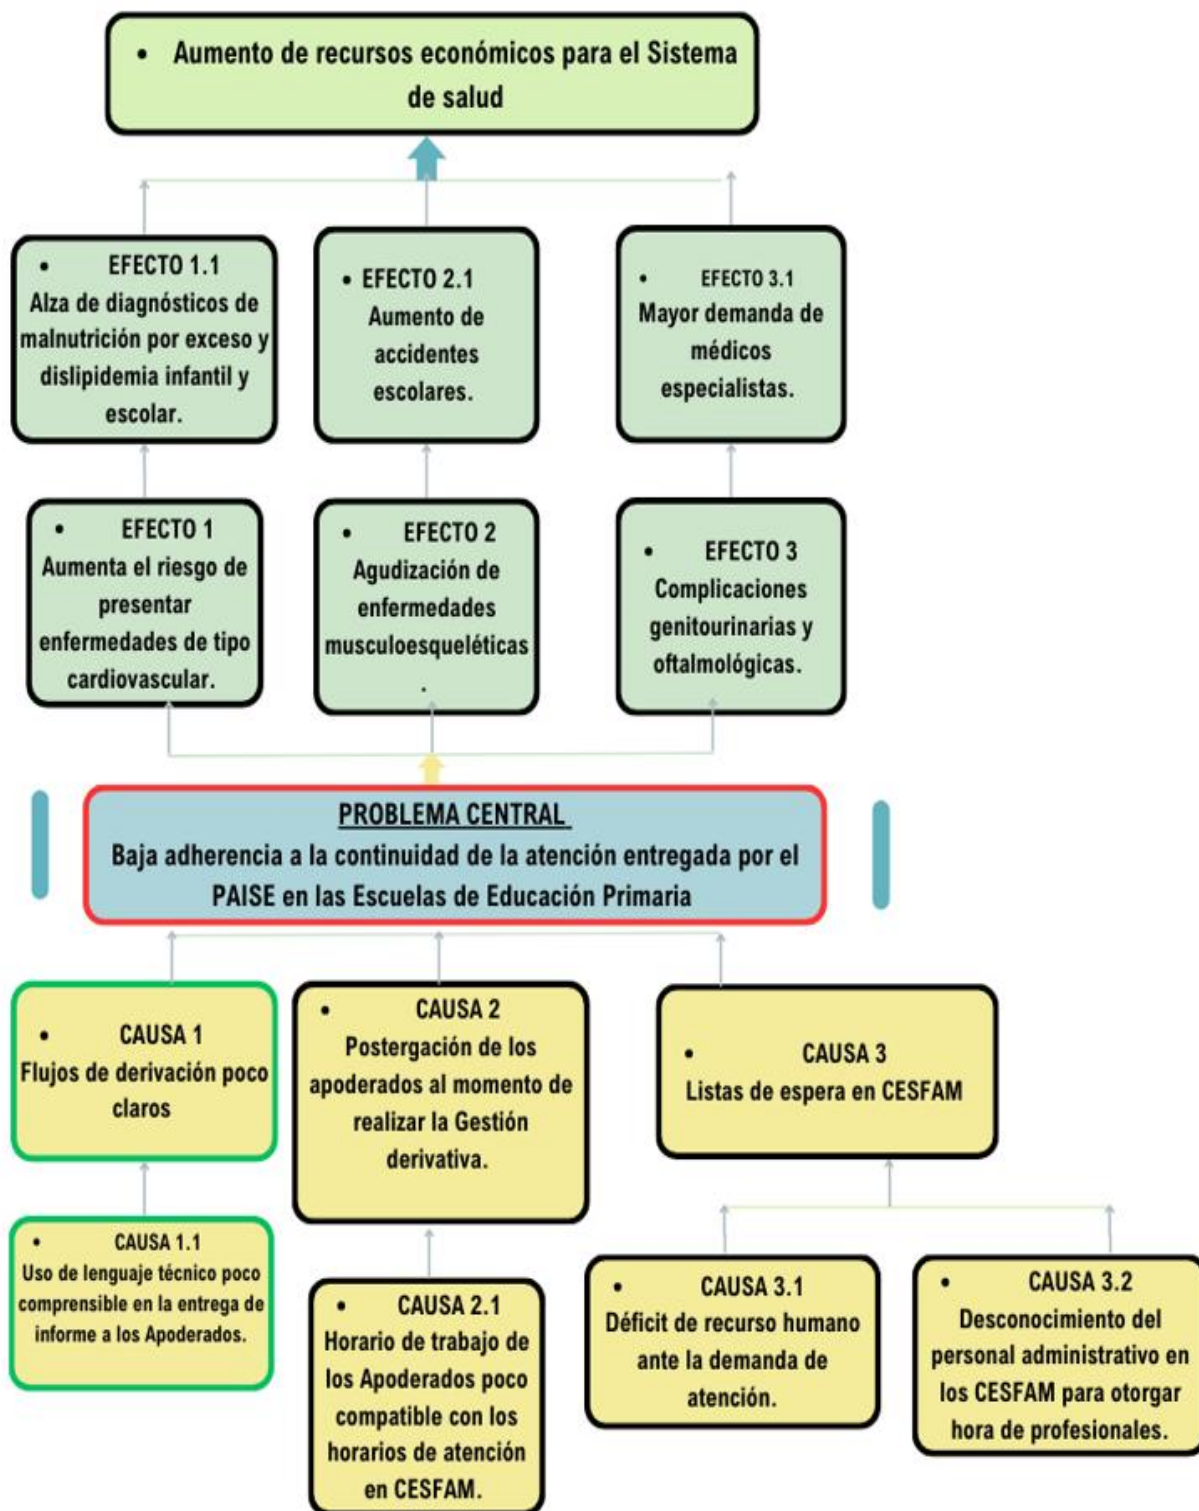 • Aumento de recursos económicos para el Sistema
de salud
• EFECTO 1.1
Alza de diagnósticos de
malnutrición por exceso y
dislipidemia infantil y
escolar.
• EFECTO 2.1
Aumento de
accidentes
escolares.
• EFECTO 3.1
Mayor demanda de
médicos
especialistas.
• EFECTO 1
Aumenta el riesgo de
presentar
enfermedades de tipo
cardiovascular.
• EFECTO 2
Agudización de
enfermedades
musculoesqueléticas
.
• EFECTO 3
Complicaciones
genitourinarias y
oftalmológicas.
PROBLEMA CENTRAL
Baja adherencia a la continuidad de la atención entregada por el
PAISE en las Escuelas de Educación Primaria
• CAUSA 1
Flujos de derivación poco
claros
• CAUSA 2
Postergación de los
apoderados al momento de
realizar la Gestión
derivativa.
• CAUSA 3
Listas de espera en CESFAM
• CAUSA 1.1
Uso de lenguaje técnico poco
comprensible en la entrega de
informe a los Apoderados.
• CAUSA 2.1
Horario de trabajo de
los Apoderados poco
compatible con los
horarios de atención
en CESFAM.
• CAUSA 3.1
Déficit de recurso humano
ante la demanda de
atención.
• CAUSA 3.2
Desconocimiento del
personal administrativo en
los CESFAM para otorgar
hora de profesionales.